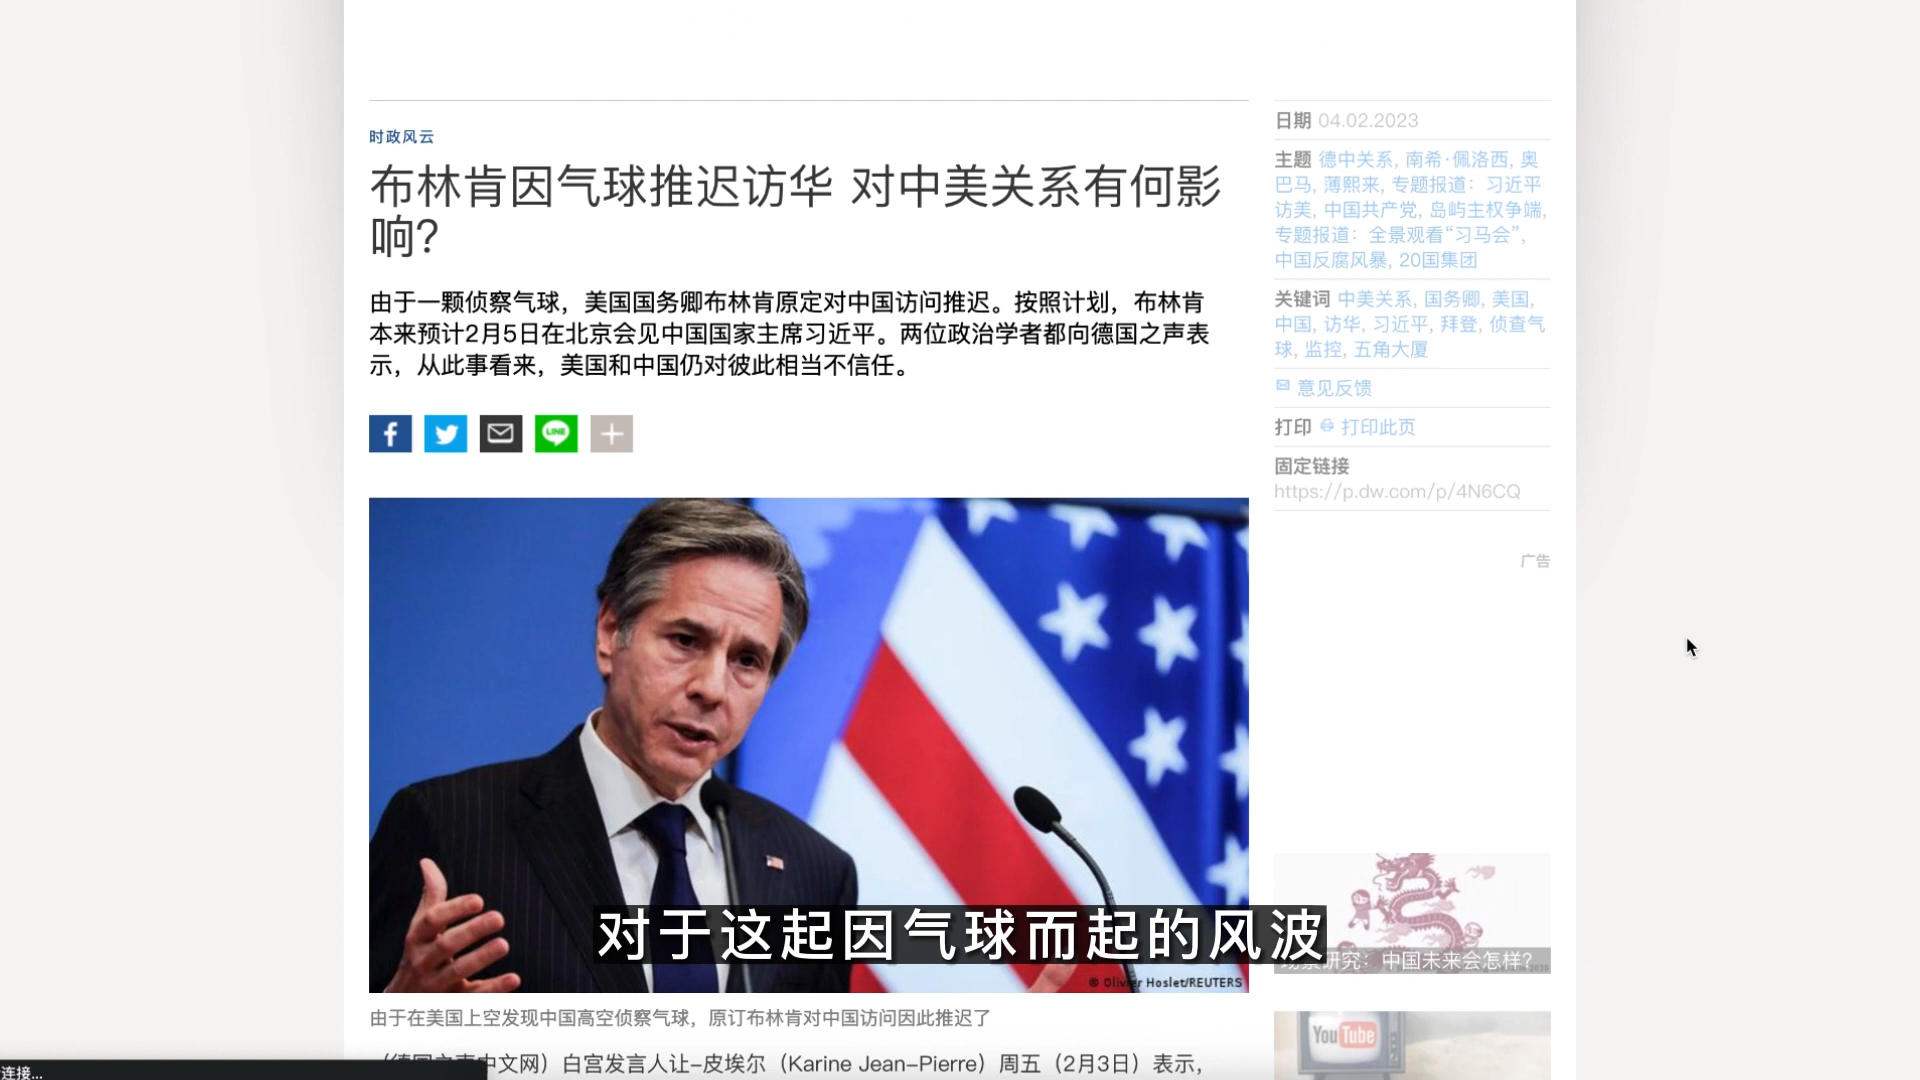 时政风云
布林肯因气球推迟访华 对中美关系有何影
响？
由于一颗侦察气球，美国国务卿布林肯原定对中国访问推迟。按照计划，布林肯
本来预计2月5日在北京会见中国国家主席习近平。两位政治学者都向德国之声表
示，从此事看来，美国和中国仍对彼此相当不信任。
LINE
对于这起因气球而起的风波
© Olivier Hoslet/REUTERS
由于在美国上空发现中国高空侦察气球，原订布林肯对中国访问因此推迟了
中文网）白宫发言人让-皮埃尔（Karine Jean-Pierre）周五（2月3日）表示，
连接...
日期 04.02.2023
主题 德中关系, 南希·佩洛西, 奥
巴马, 薄熙来, 专题报道：习近平
访美, 中国共产党, 岛屿主权争端,
专题报道：全景观看“习马会”,
中国反腐风暴, 20国集团
关键词 中美关系, 国务卿, 美国,
中国, 访华, 习近平, 拜登, 侦查气
球, 监控, 五角大厦
意见反馈
打印 打印此页
固定链接
https://p.dw.com/p/4N6CQ
广告
研究：中国未来会怎样？
YouTube